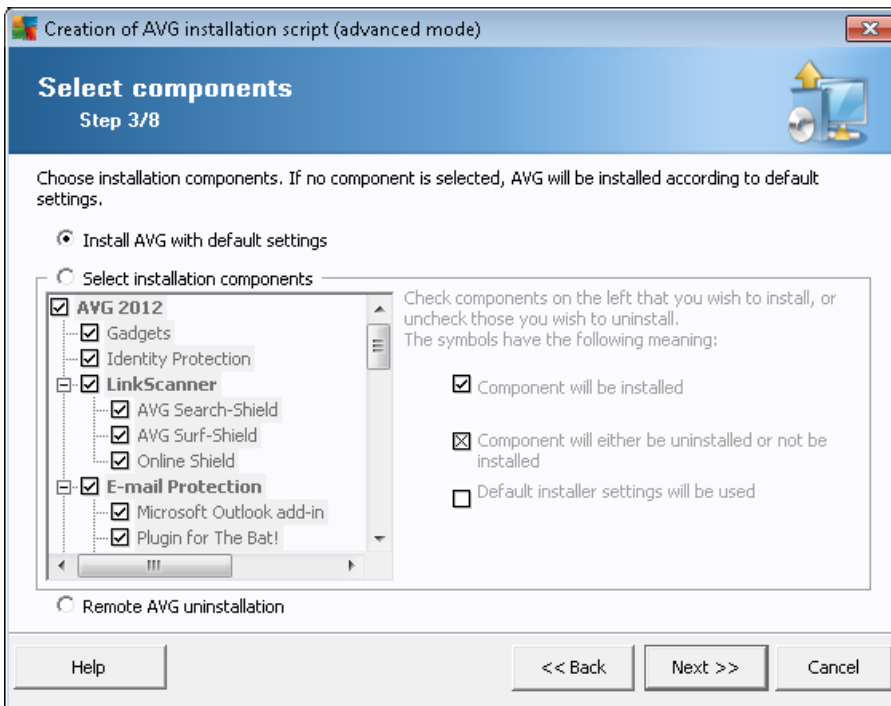 Creation of AVG installation script (advanced mode)
Select components
Step 3/8
Choose installation components. If no component is selected, AVG will be installed according to default
settings.
Install AVG with default settings
Select installation components
AVG 2012
Gadgets
Identity Protection
LinkScanner
AVG Search-Shield
AVG Surf-Shield
Online Shield
E-mail Protection
Microsoft Outlook add-in
Plugin for The Bat!
Check components on the left that you wish to install, or
uncheck those you wish to uninstall.
The symbols have the following meaning:
Component will be installed
Component will either be uninstalled or not be
installed
Default installer settings will be used
Remote AVG uninstallation
Help
<< Back
Next >>
Cancel